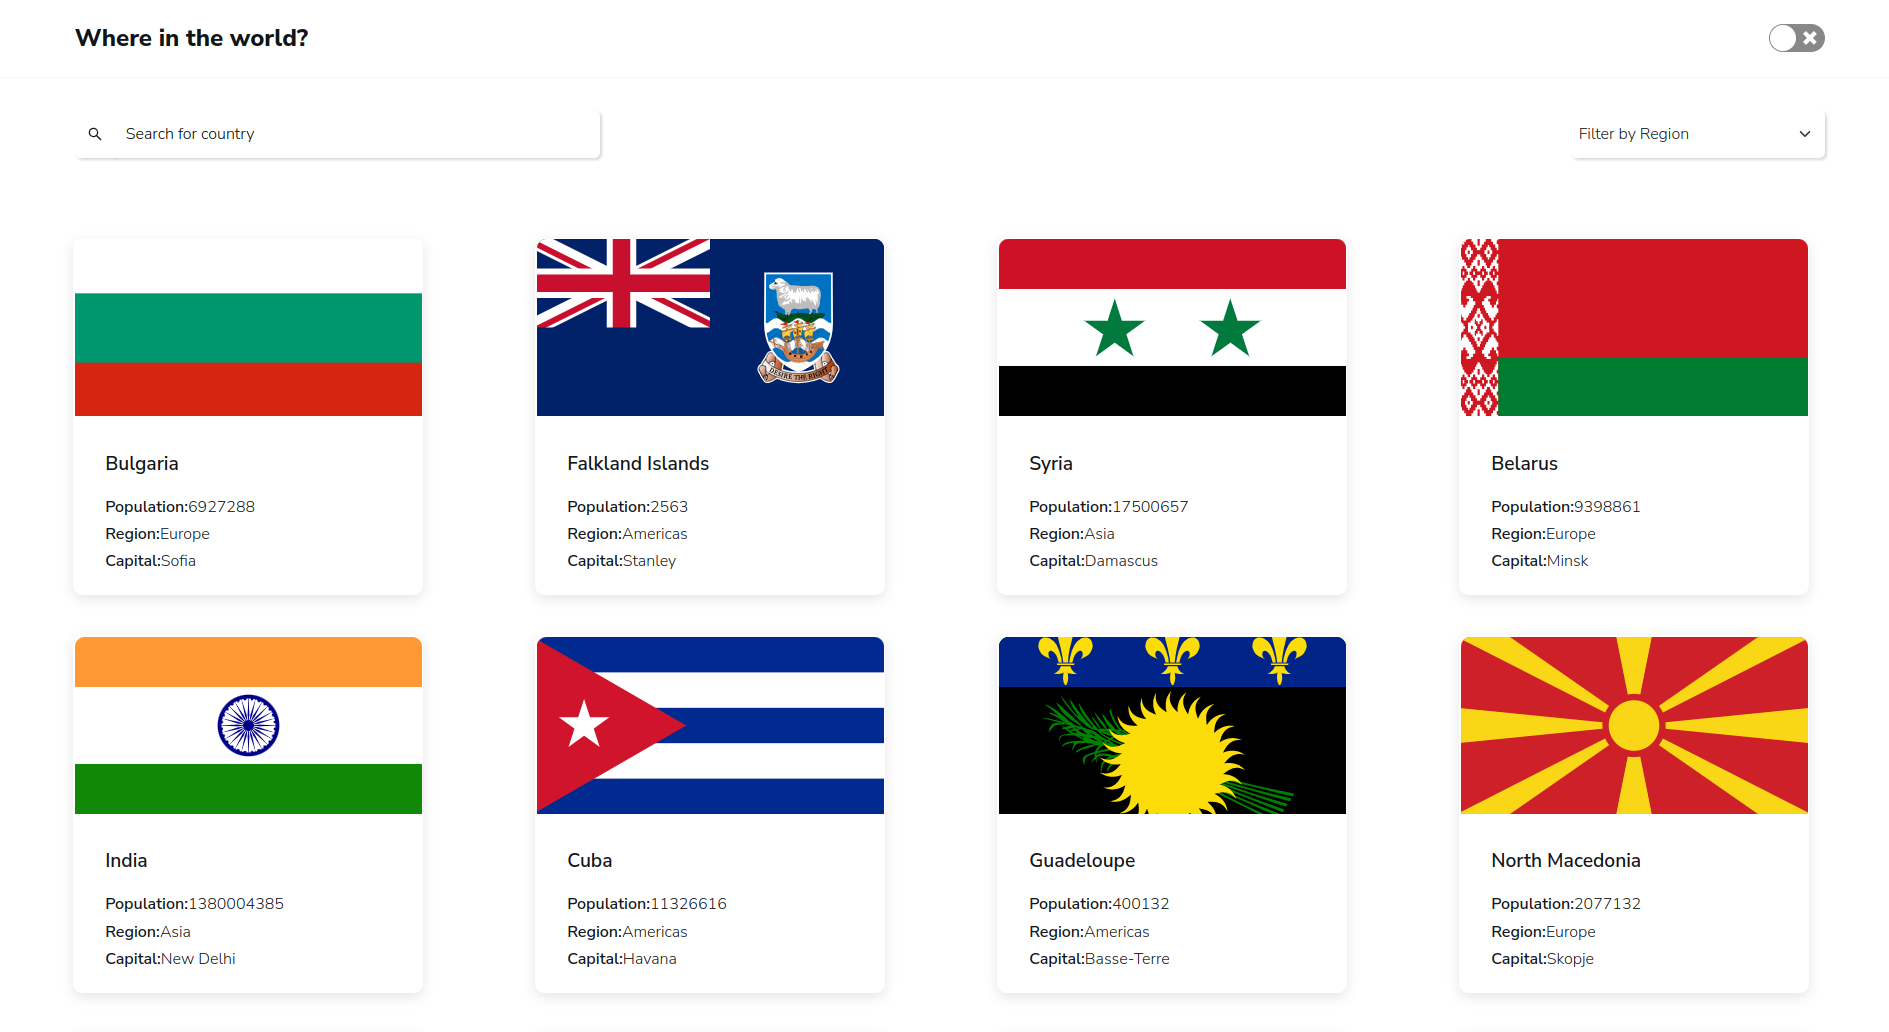 Where in the world?
Search for country
Filter by Region
DESIRE THE RIGHT
Bulgaria
Population:6927288
Region:Europe
Capital:Sofia
Falkland Islands
Population:2563
Region:Americas
Capital:Stanley
Syria
Population:17500657
Region:Asia
Capital:Damascus
Belarus
Population:9398861
Region:Europe
Capital:Minsk
India
Population:1380004385
Region:Asia
Capital:New Delhi
Cuba
Population:11326616
Region:Americas
Capital:Havana
Guadeloupe
Population:400132
Region:Americas
Capital:Basse-Terre
North Macedonia
Population:2077132
Region:Europe
Capital:Skopje